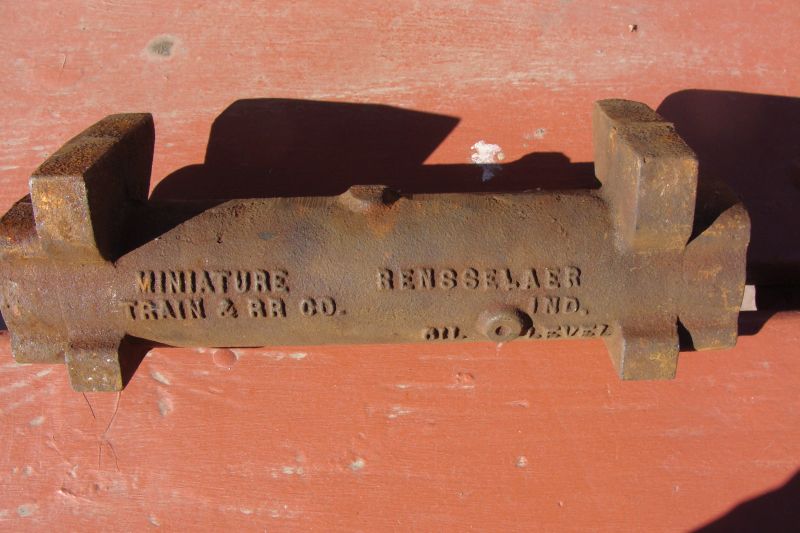 MINIATURE
TRAIN & RR CO.
RENSSELAER
IND.
OIL LEVEL